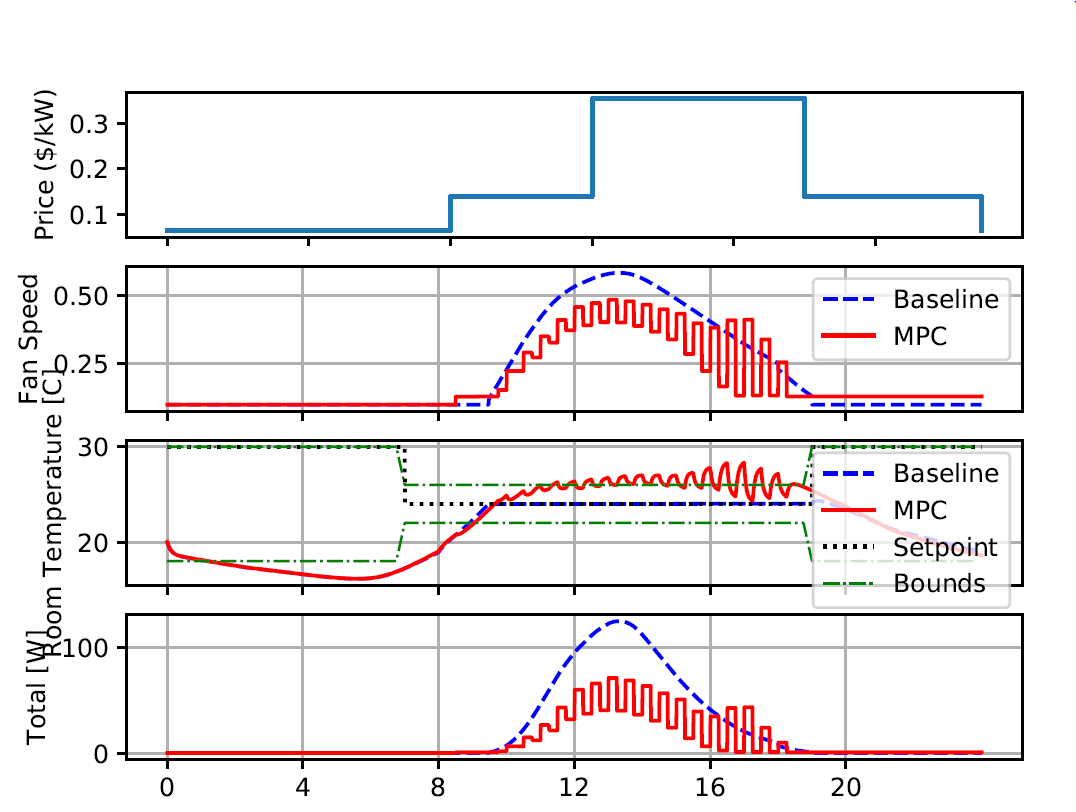 Price ($/kW)
0.3
0.2
0.1
Fan Speed
0.50
0.25
Baseline
MPC
Room Temperature [C]
30
20
Baseline
MPC
Setpoint
Bounds
Total [W]
100
0
0 4 8 12 16 20